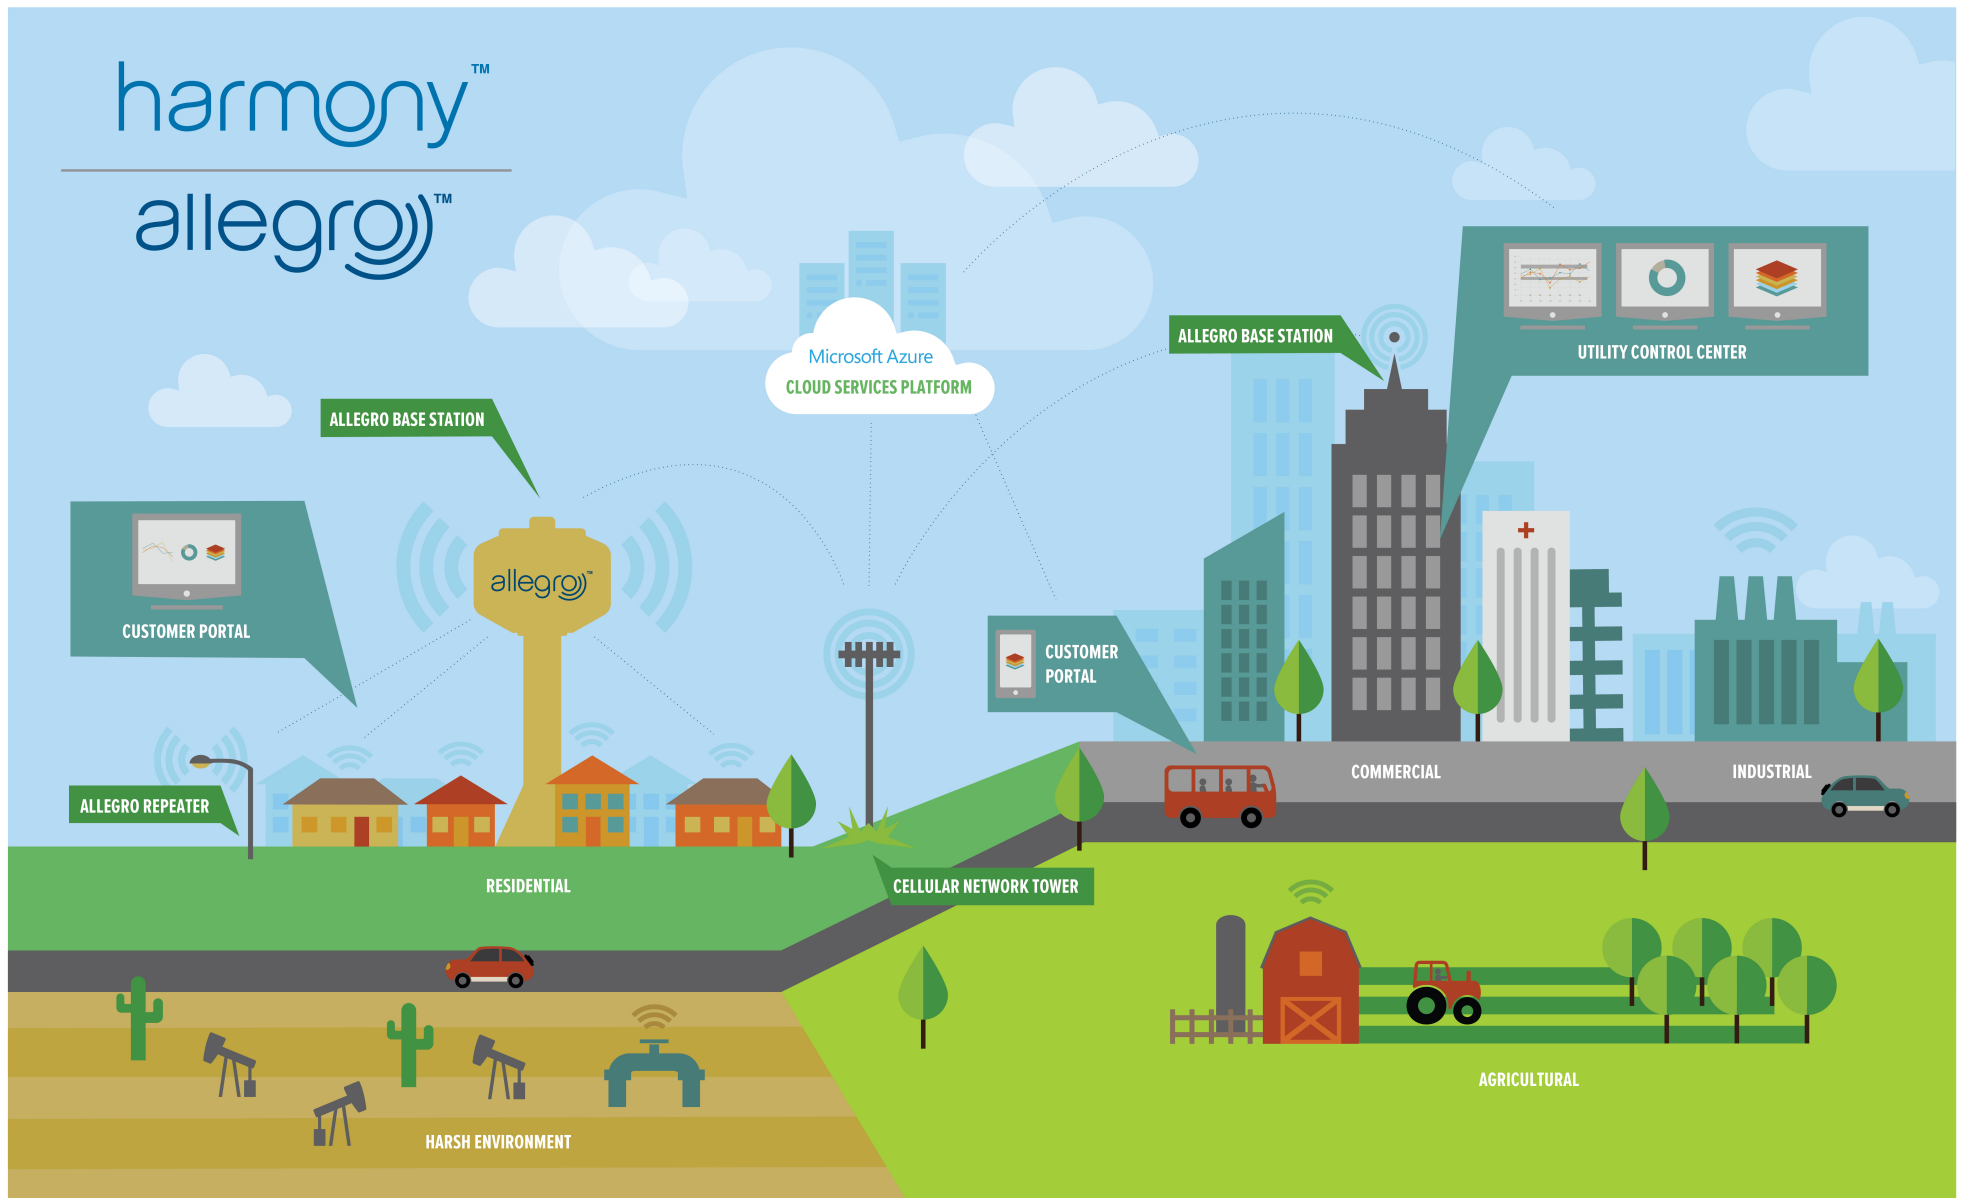 harmony™
allegro™
Microsoft Azure
CLOUD SERVICES PLATFORM
ALLEGRO BASE STATION
UTILITY CONTROL CENTER
ALLEGRO BASE STATION
CUSTOMER PORTAL
allegro™
CUSTOMER
PORTAL
ALLEGRO REPEATER
COMMERCIAL
INDUSTRIAL
RESIDENTIAL
CELLULAR NETWORK TOWER
AGRICULTURAL
HARSH ENVIRONMENT